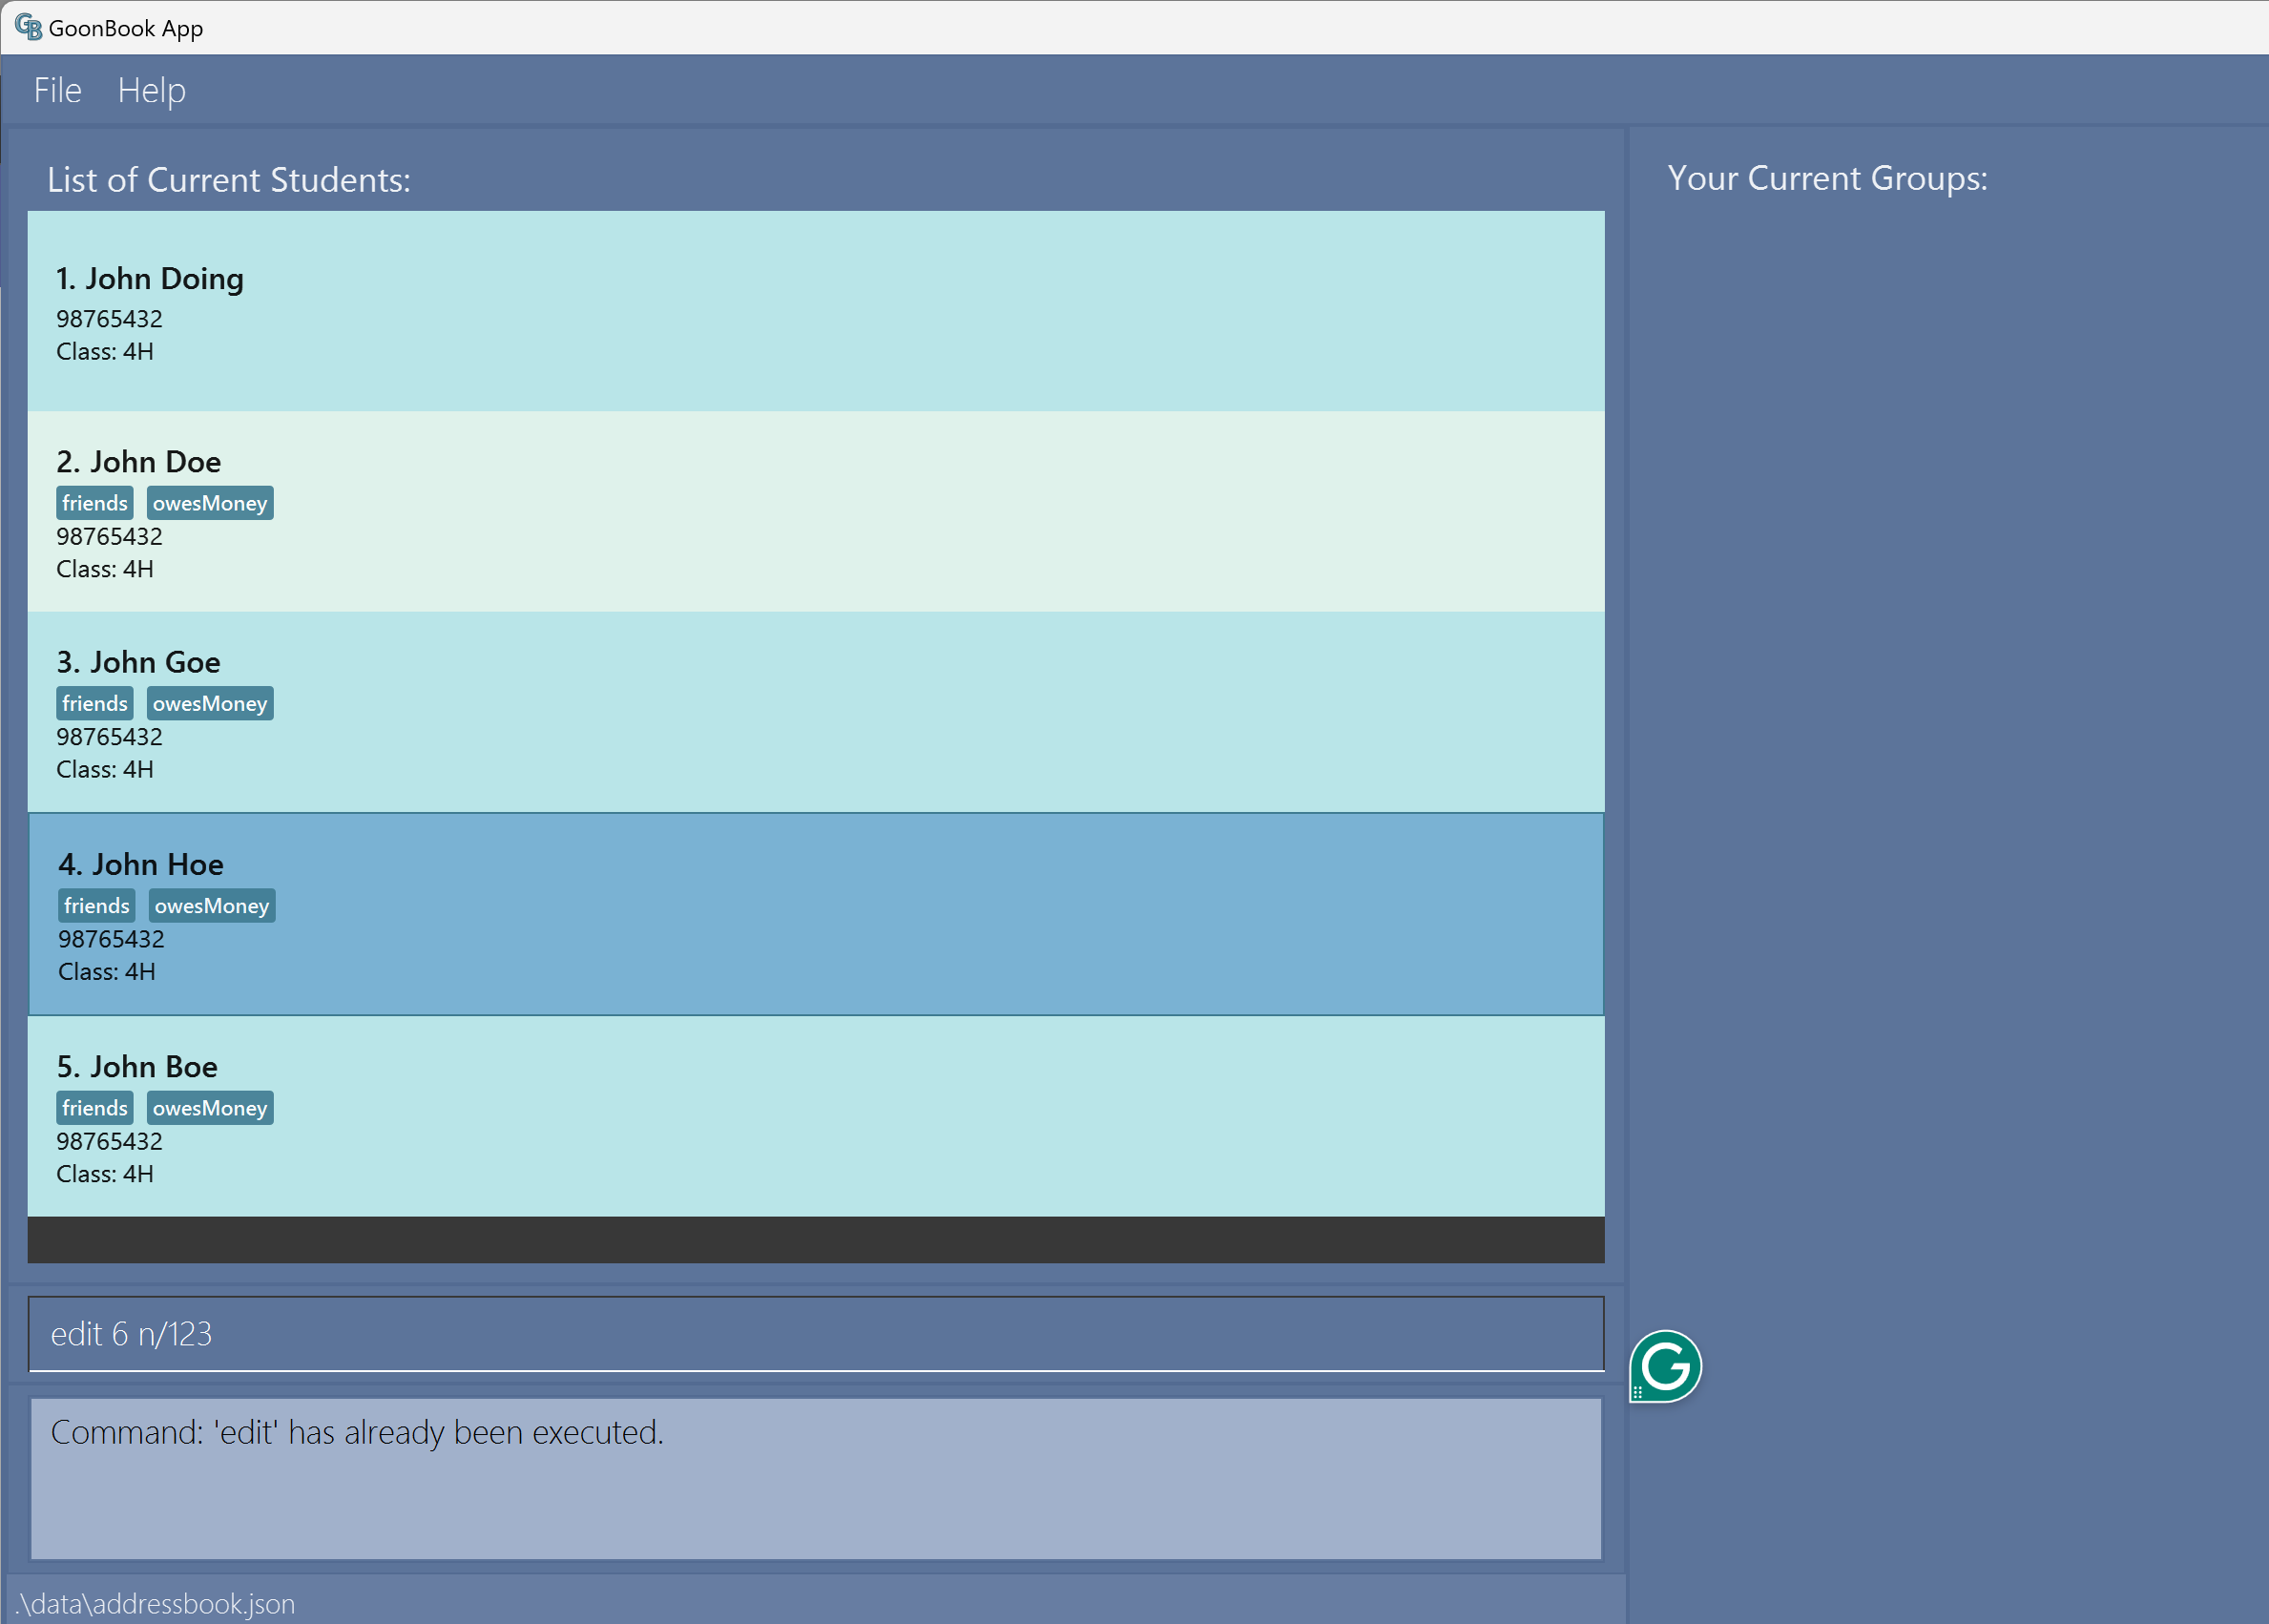 GB GoonBook App
File Help
List of Current Students:
1. John Doing
98765432
Class: 4H
2. John Doe
friends owesMoney
98765432
Class: 4H
3. John Goe
friends owesMoney
98765432
Class: 4H
4. John Hoe
friends owesMoney
98765432
Class: 4H
5. John Boe
friends owesMoney
98765432
Class: 4H
edit 6 n/123
Command: 'edit' has already been executed.
.\data\addressbook.json
Your Current Groups:
G